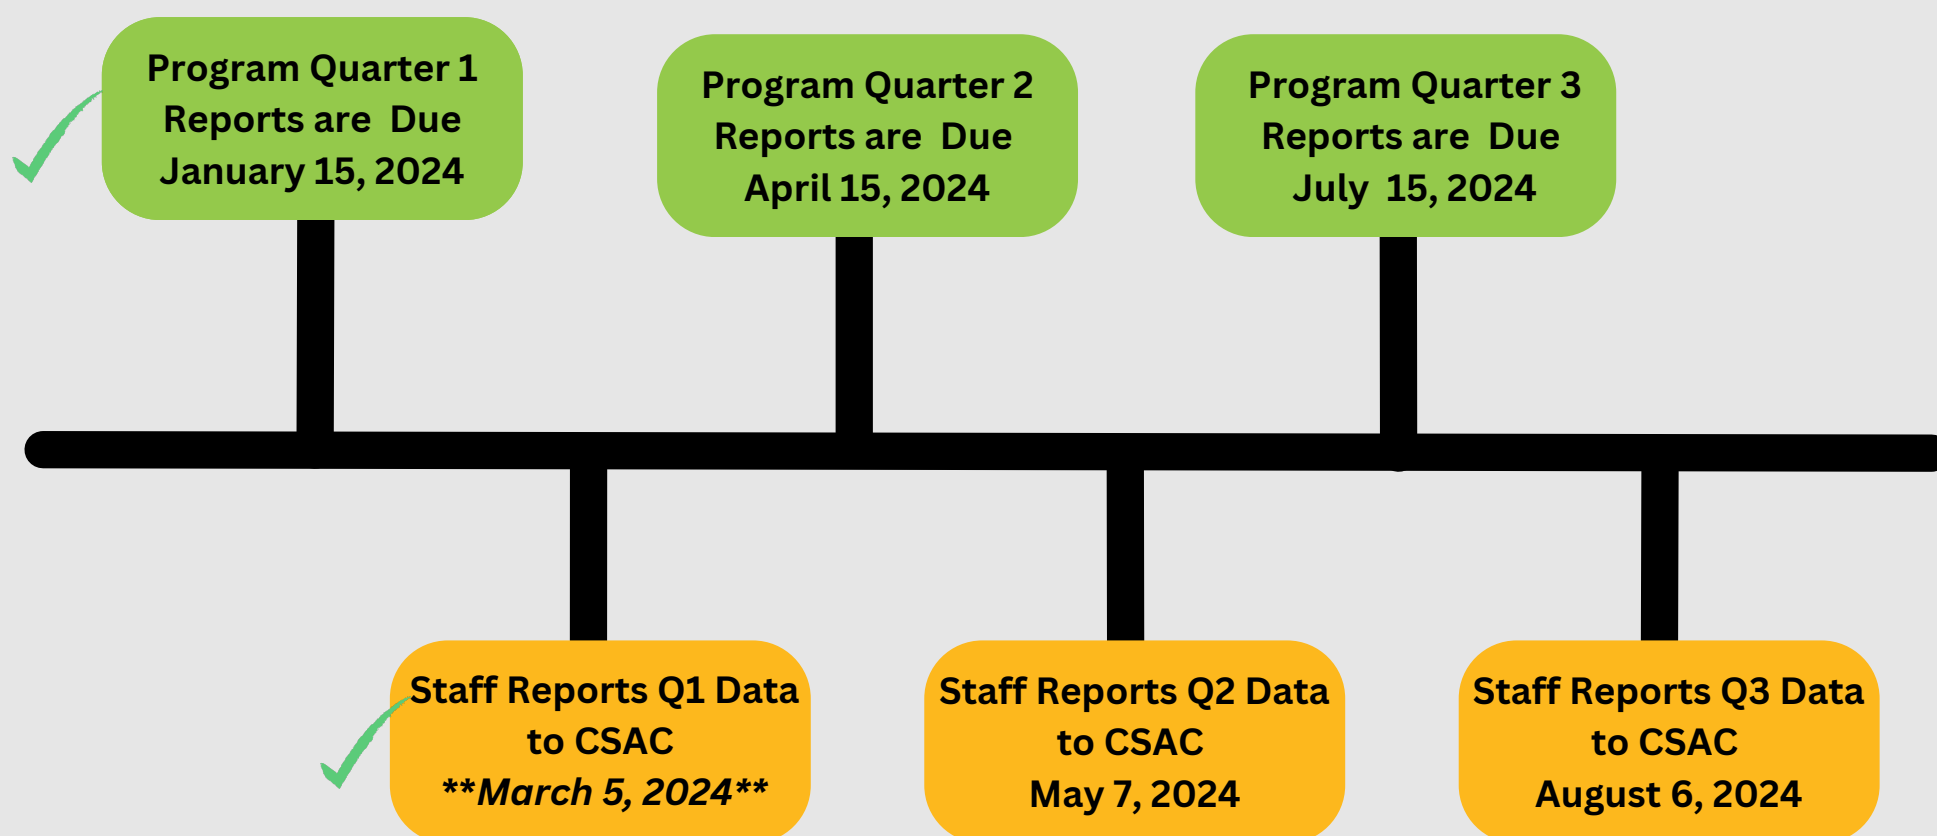 Program Quarter 1
Reports are  Due
January 15, 2024
Program Quarter 2
Reports are  Due
April 15, 2024
Program Quarter 3
Reports are  Due
July  15, 2024
Staff Reports Q1 Data
to CSAC
**March 5, 2024**
Staff Reports Q2 Data
to CSAC
May 7, 2024
Staff Reports Q3 Data
to CSAC
August 6, 2024